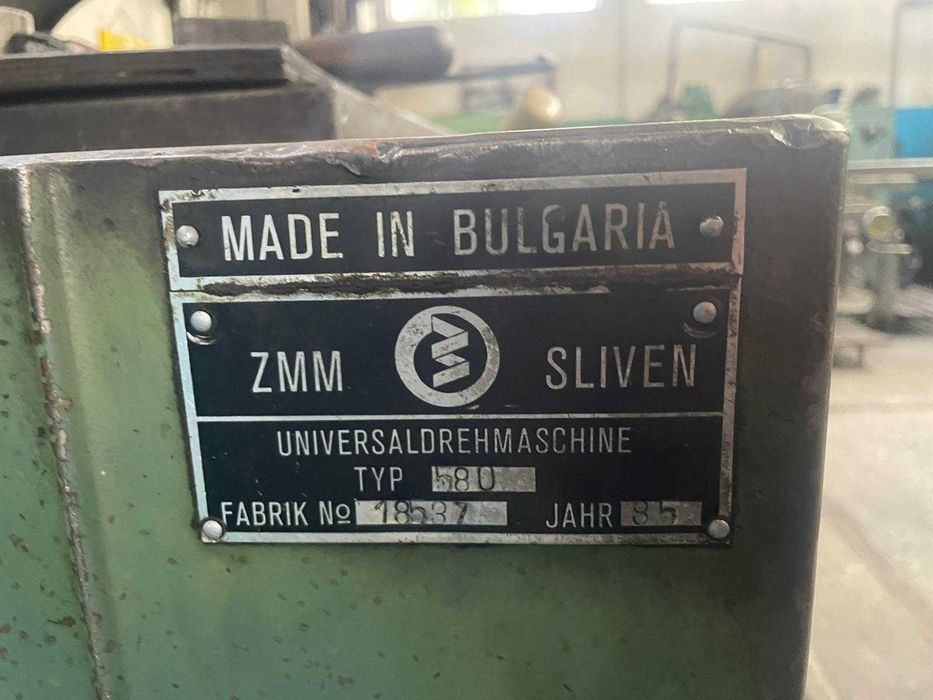 MADE IN BULGARIA
ZMM SLIVEN
UNIVERSALDREHMASCHINE
TYP 580
FABRIK № 18537 JAHR 85